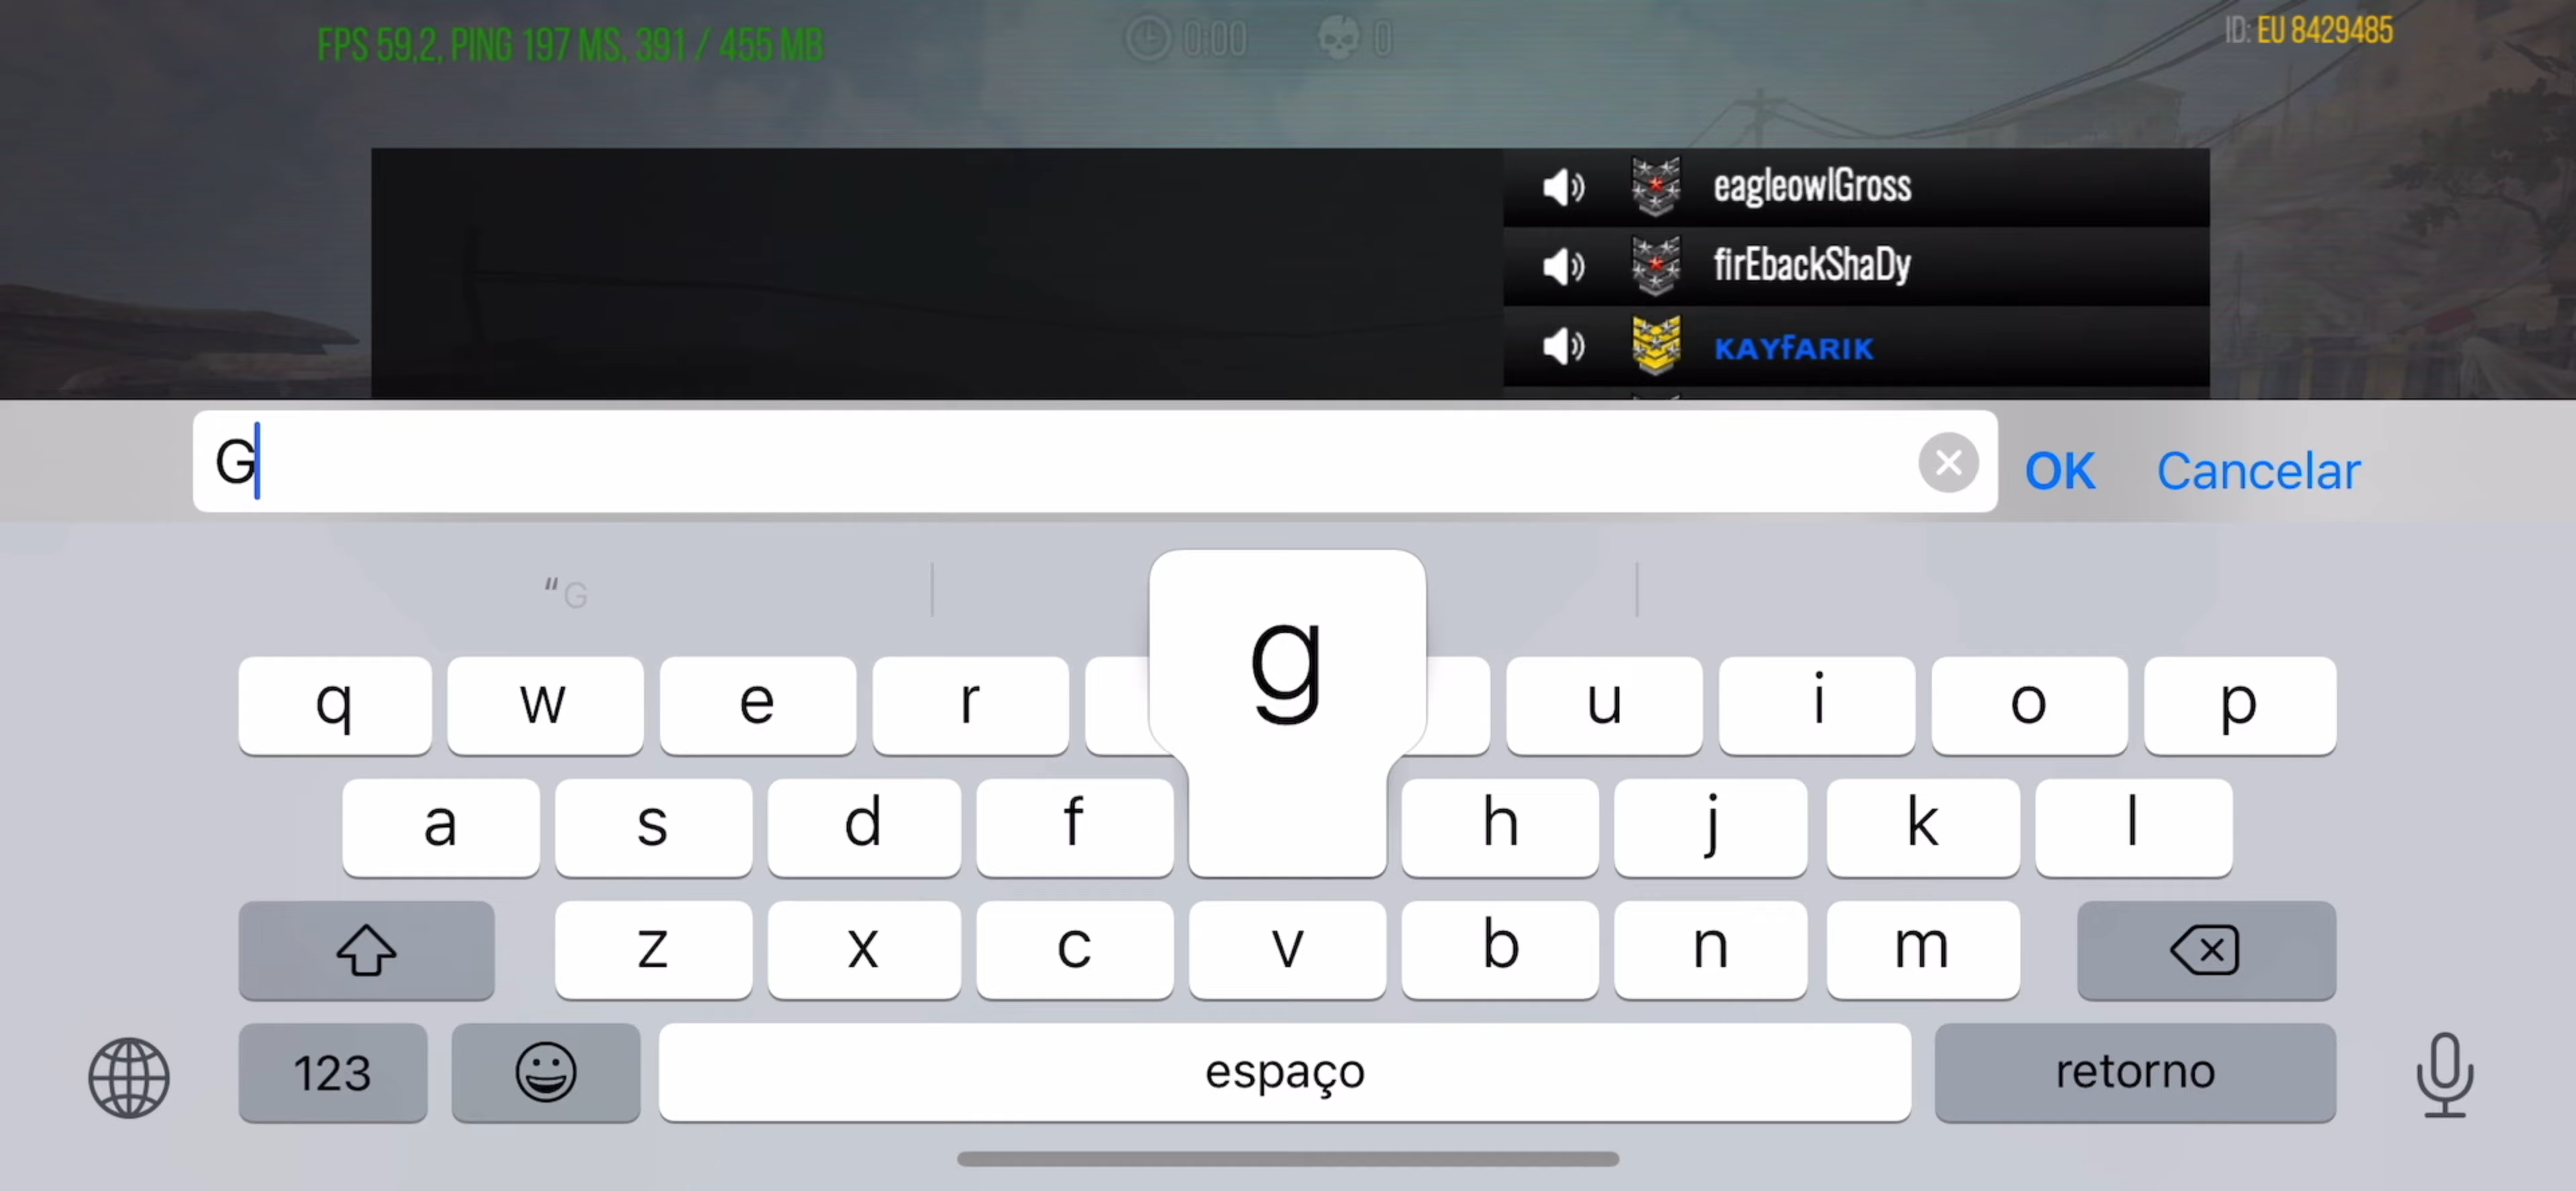 FPS 59,2, PING 197 MS, 391 / 455 MB
0:00
0
ID: EU 8429485
eagleowlGross
firEbackShaDy
KAYfARIK
G
OK
Cancelar
“G
g
q w e r u i o p
a s d f h j k l
z x c v b n m
123
espaço
retorno